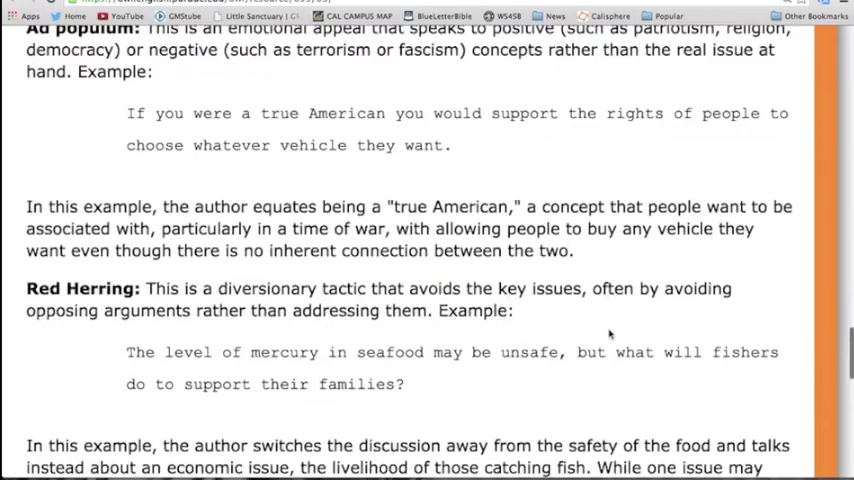 Apps Twitter Home YouTube GMStube Little Sanctuary | G CAL CAMPUS MAP BlueLetterBible WS4SB News Calisphere Popular Other Bookmarks
Ad populum: This is an emotional appeal that speaks to positive (such as patriotism, religion,
democracy) or negative (such as terrorism or fascism) concepts rather than the real issue at
hand. Example:
If you were a true American you would support the rights of people to
choose whatever vehicle they want.
In this example, the author equates being a "true American," a concept that people want to be
associated with, particularly in a time of war, with allowing people to buy any vehicle they
want even though there is no inherent connection between the two.
Red Herring: This is a diversionary tactic that avoids the key issues, often by avoiding
opposing arguments rather than addressing them. Example:
The level of mercury in seafood may be unsafe, but what will fishers
do to support their families?
In this example, the author switches the discussion away from the safety of the food and talks
instead about an economic issue, the livelihood of those catching fish. While one issue may